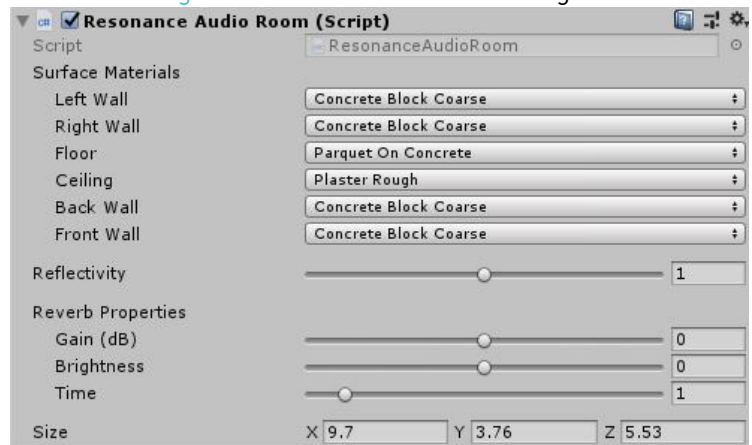 Resonance Audio Room (Script)
Script ResonanceAudioRoom
Surface Materials
Left Wall Concrete Block Coarse
Right Wall Concrete Block Coarse
Floor Parquet On Concrete
Ceiling Plaster Rough
Back Wall Concrete Block Coarse
Front Wall Concrete Block Coarse
Reflectivity 1
Reverb Properties
Gain (dB) 0
Brightness 0
Time 1
Size X 9.7 Y 3.76 Z 5.53